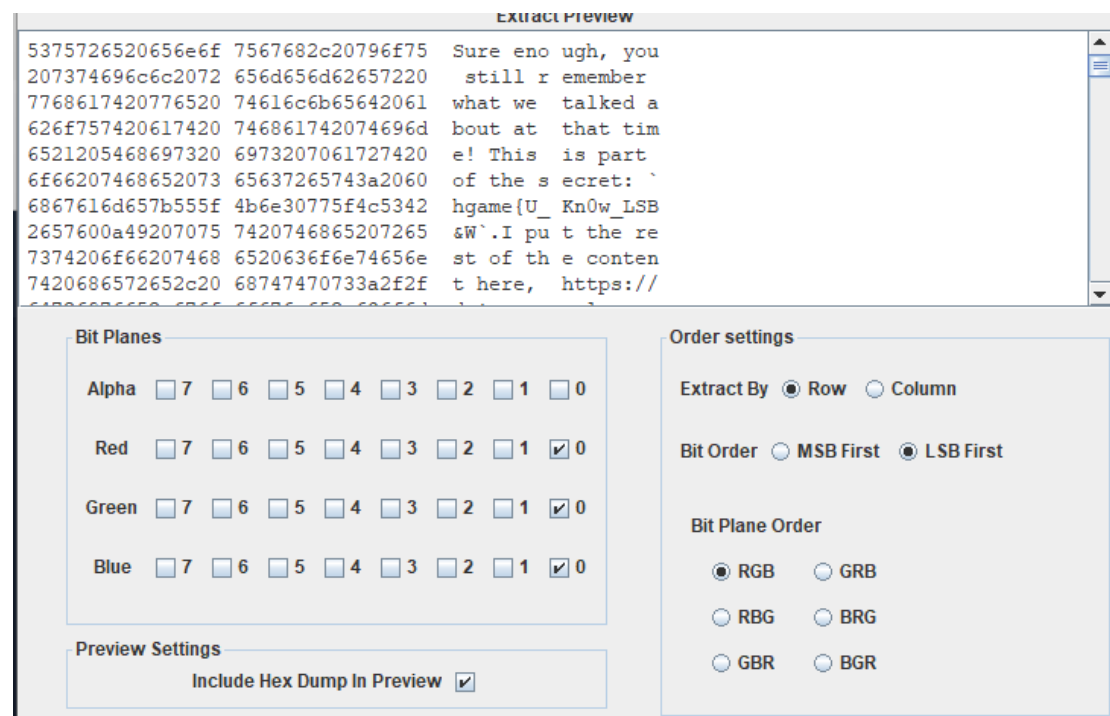 Extract Preview
5375726520656e6f 7567682c20796f75 Sure eno ugh, you
207374696c6c2072 656d656d62657220 still r emember
7768617420776520 74616c6b65642061 what we talked a
626f757420617420 746861742074696d bout at that tim
6521205468697320 6973207061727420 e! This is part
6f66207468652073 65637265743a2060 of the s ecret: `
6867616d657b555f 4b6e30775f4c5342 hgame{U_ Kn0w_LSB
2657600a49207075 7420746865207265 &W`.I pu t the re
7374206f66207468 6520636f6e74656e st of th e conten
7420686572652c20 68747470733a2f2f t here, https://
Bit Planes
Alpha 7 6 5 4 3 2 1 0
Red 7 6 5 4 3 2 1 0
Green 7 6 5 4 3 2 1 0
Blue 7 6 5 4 3 2 1 0
Preview Settings
Include Hex Dump In Preview
Order settings
Extract By Row Column
Bit Order MSB First LSB First
Bit Plane Order
RGB GRB
RBG BRG
GBR BGR